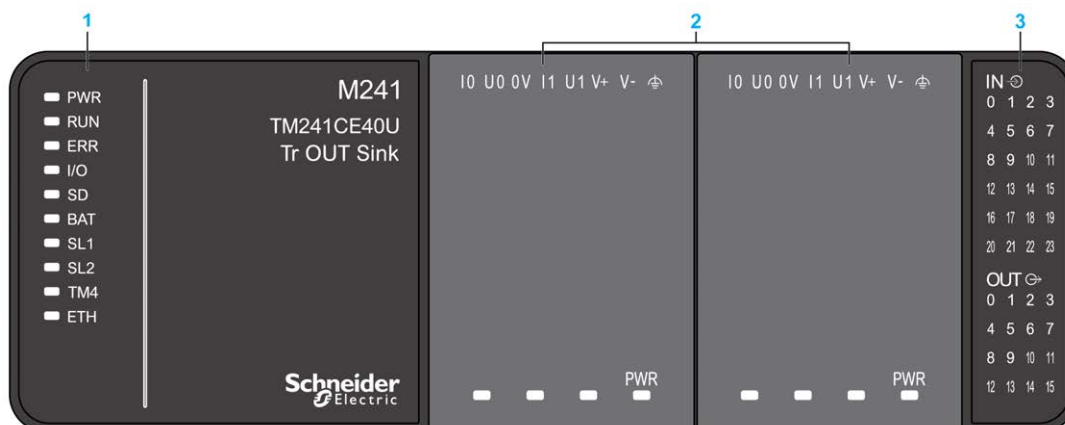 1
2
3
PWR
RUN
ERR
I/O
SD
BAT
SL1
SL2
TM4
ETH
M241
TM241CE40U
Tr OUT Sink
Schneider
Electric
I0 U0 0V I1 U1 V+ V-
PWR
I0 U0 0V I1 U1 V+ V-
PWR
IN
0 1 2 3
4 5 6 7
8 9 10 11
12 13 14 15
16 17 18 19
20 21 22 23
OUT
0 1 2 3
4 5 6 7
8 9 10 11
12 13 14 15